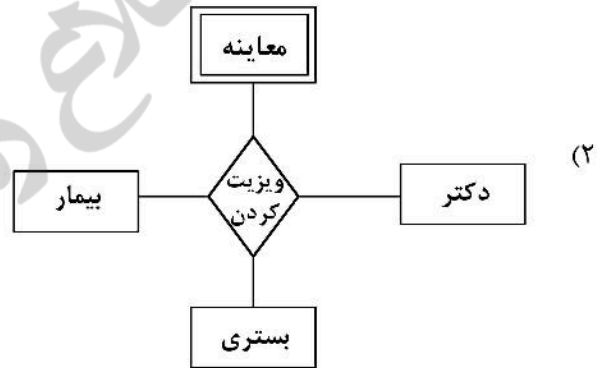 معاینه
۲)
دکتر
ویزیت
کردن
بیمار
بستری